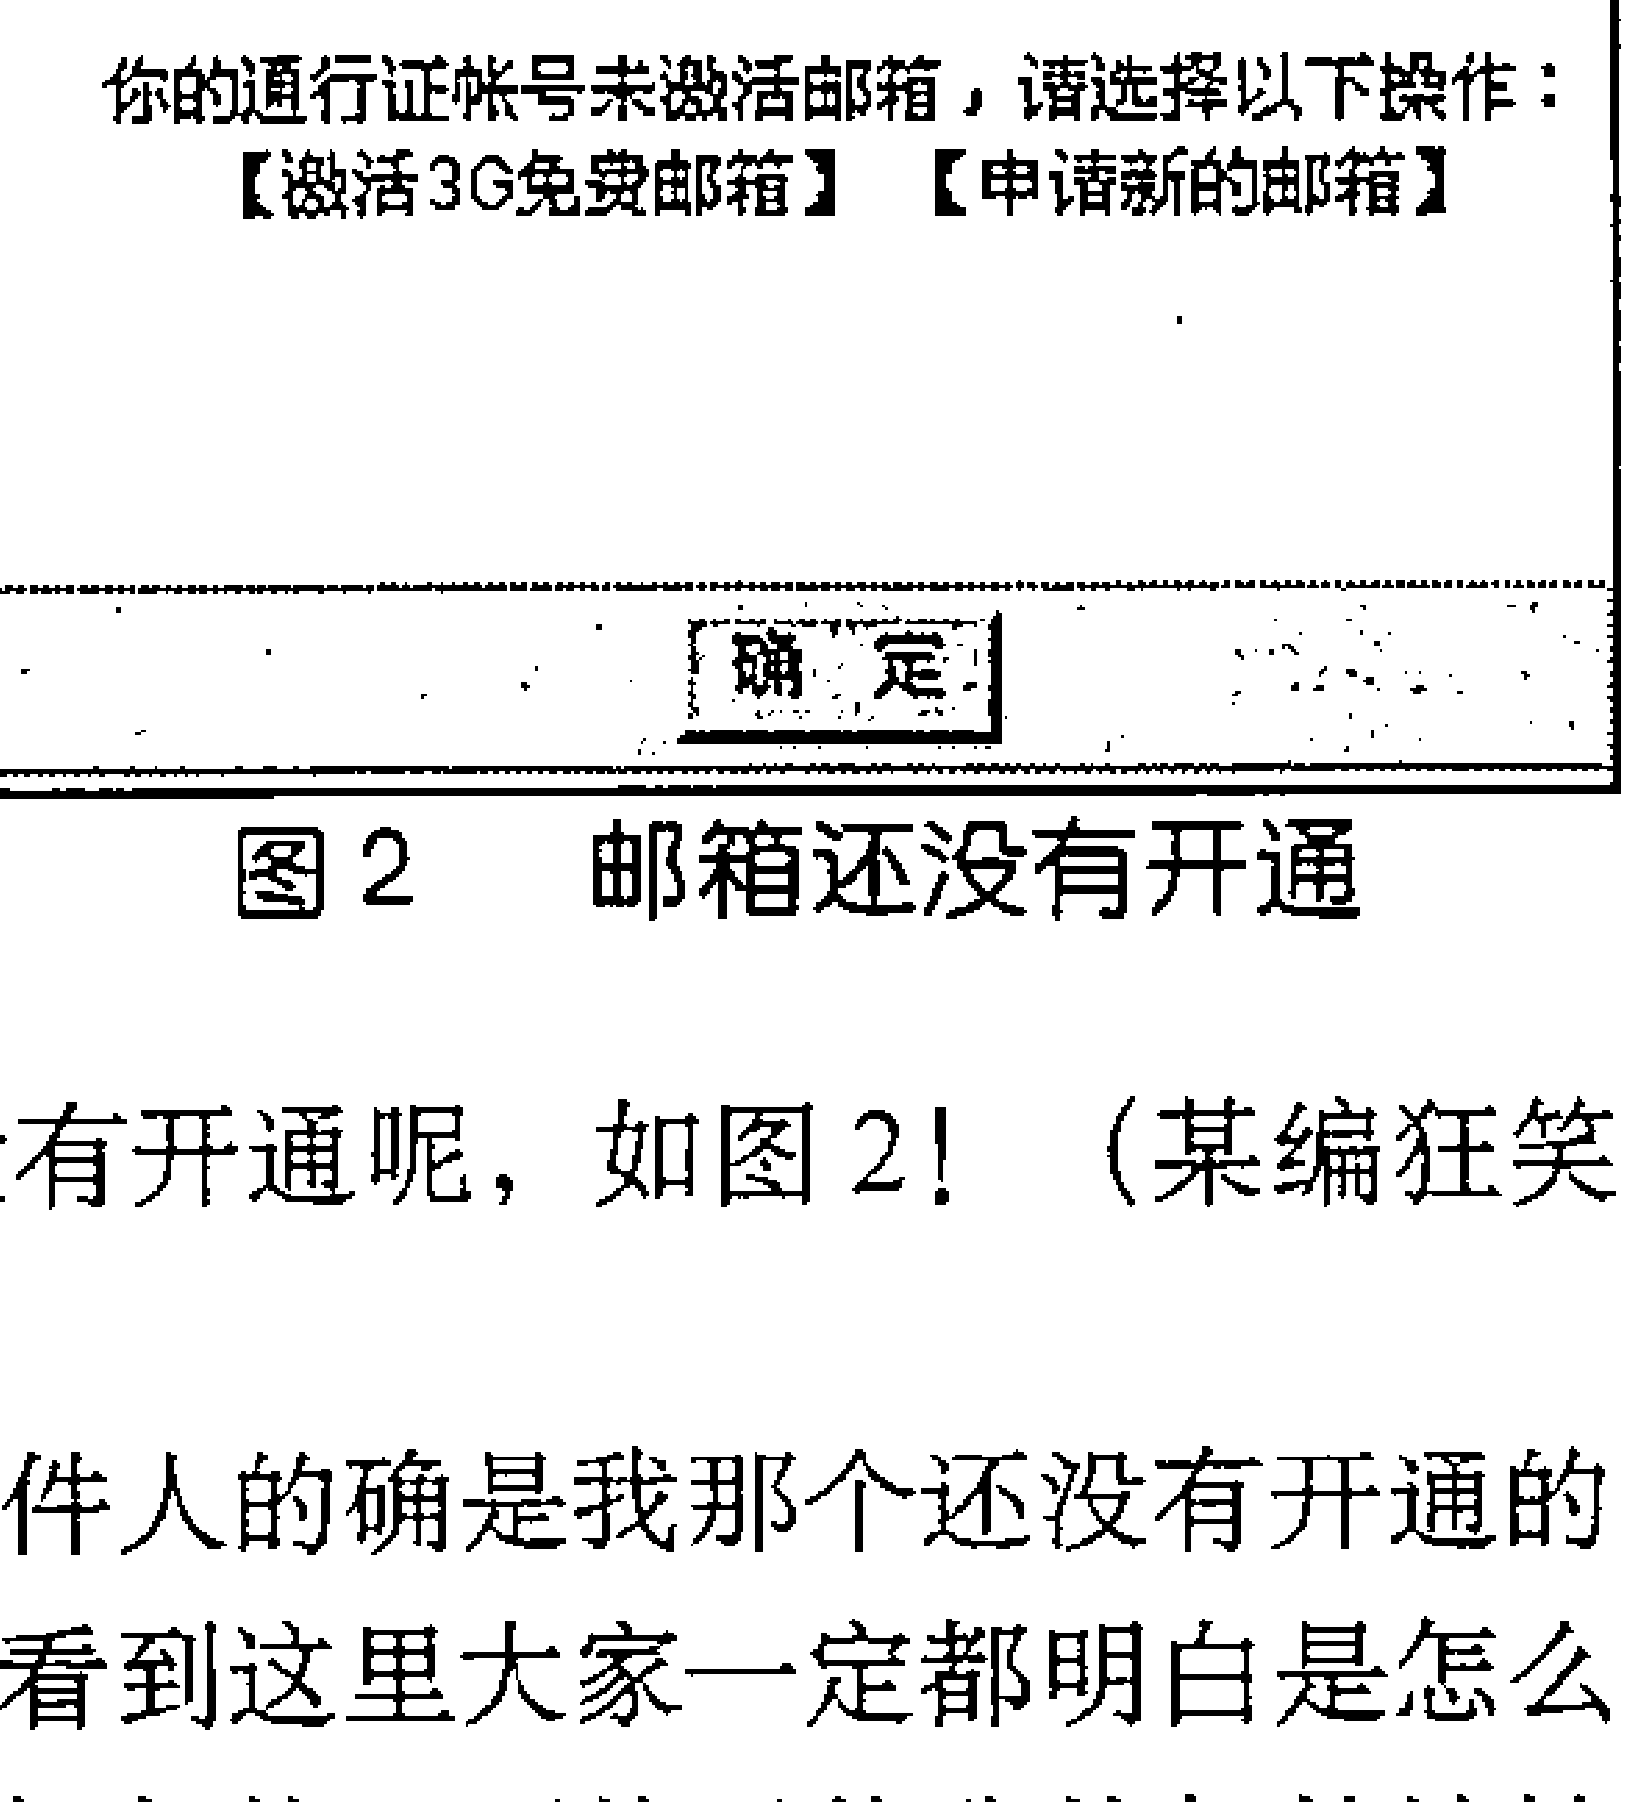 你的通行证帐号未激活邮箱，请选择以下操作：
【激活3G免费邮箱】 【申请新的邮箱】
确 定
图 2 邮箱还没有开通
有开通呢，如图 2！（某编狂笑
件人的确是我那个还没有开通的
看到这里大家一定都明白是怎么